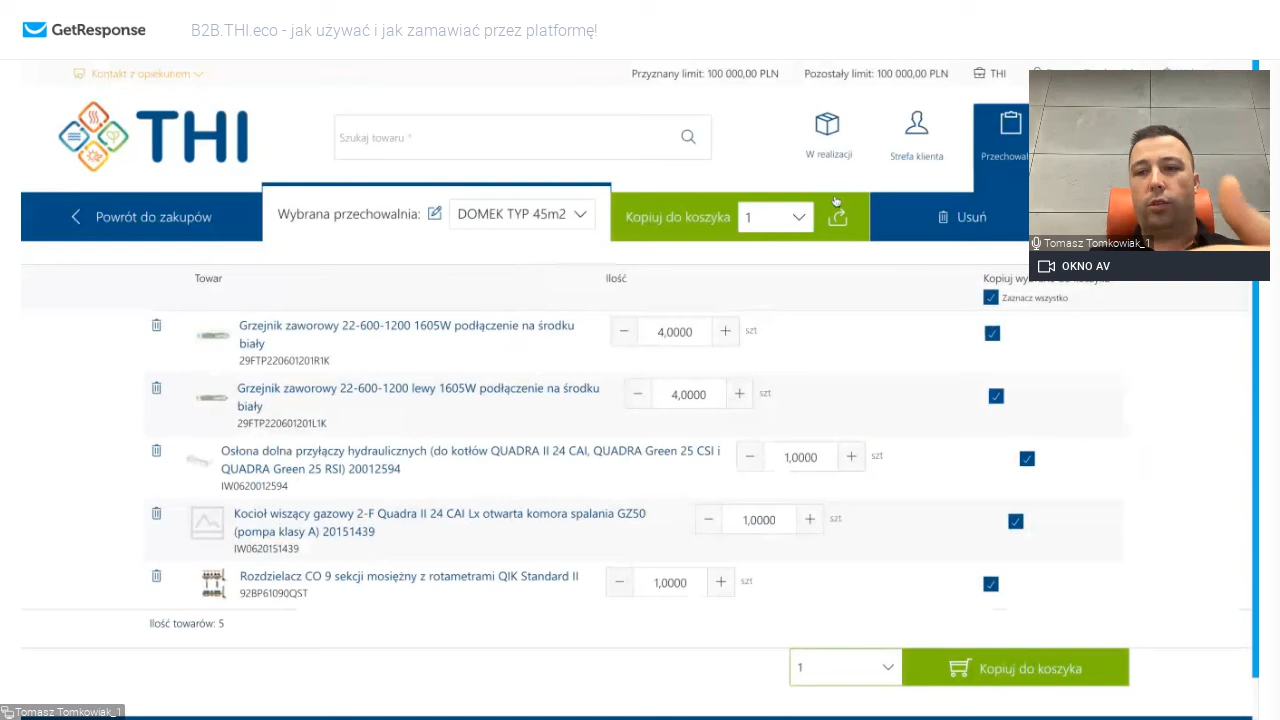 GetResponse
B2B.THI.eco - jak używać i jak zamawiać przez platformę!
Kontakt z opiekunem
Przyznany limit: 100 000,00 PLN
Pozostały limit: 100 000,00 PLN
THI
THI
Szukaj towaru *
W realizacji
Strefa klienta
Przechowal
Tomasz Tomkowiak_1
OKNO AV
Powrót do zakupów
Wybrana przechowalnia:
DOMEK TYP 45m2
Kopiuj do koszyka
1
Usuń
Towar
Ilość
Kopiuj
Zaznacz wszystko
Grzejnik zaworowy 22-600-1200 1605W podłączenie na środku
biały
29FTP220601201R1K
4,0000
szt
Grzejnik zaworowy 22-600-1200 lewy 1605W podłączenie na środku
biały
29FTP220601201L1K
4,0000
szt
Osłona dolna przyłączy hydraulicznych (do kotłów QUADRA II 24 CAI, QUADRA Green 25 CSI i
QUADRA Green 25 RSI) 20012594
IW0620012594
1,0000
szt
Kocioł wiszący gazowy 2-F Quadra II 24 CAI Lx otwarta komora spalania GZ50
(pompa klasy A) 20151439
IW0620151439
1,0000
szt
Rozdzielacz CO 9 sekcji mosiężny z rotametrami QIK Standard II
92BP61090QST
1,0000
szt
Ilość towarów: 5
1
Kopiuj do koszyka
Tomasz Tomkowiak_1